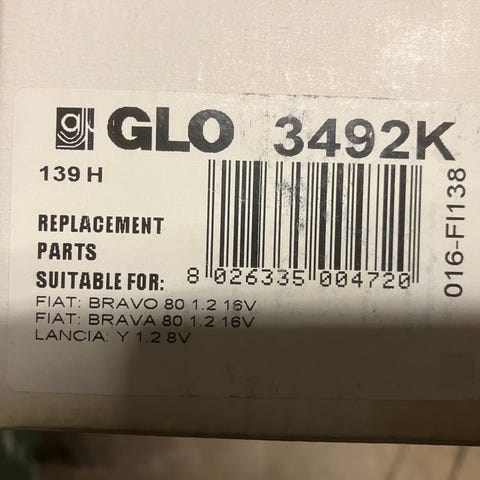 GLO 3492K
139 H
REPLACEMENT
PARTS
SUITABLE FOR:
8 026335 004720
FIAT: BRAVO 80 1.2 16V
FIAT: BRAVA 80 1.2 16V
LANCIA: Y 1.2 8V
016-FI138